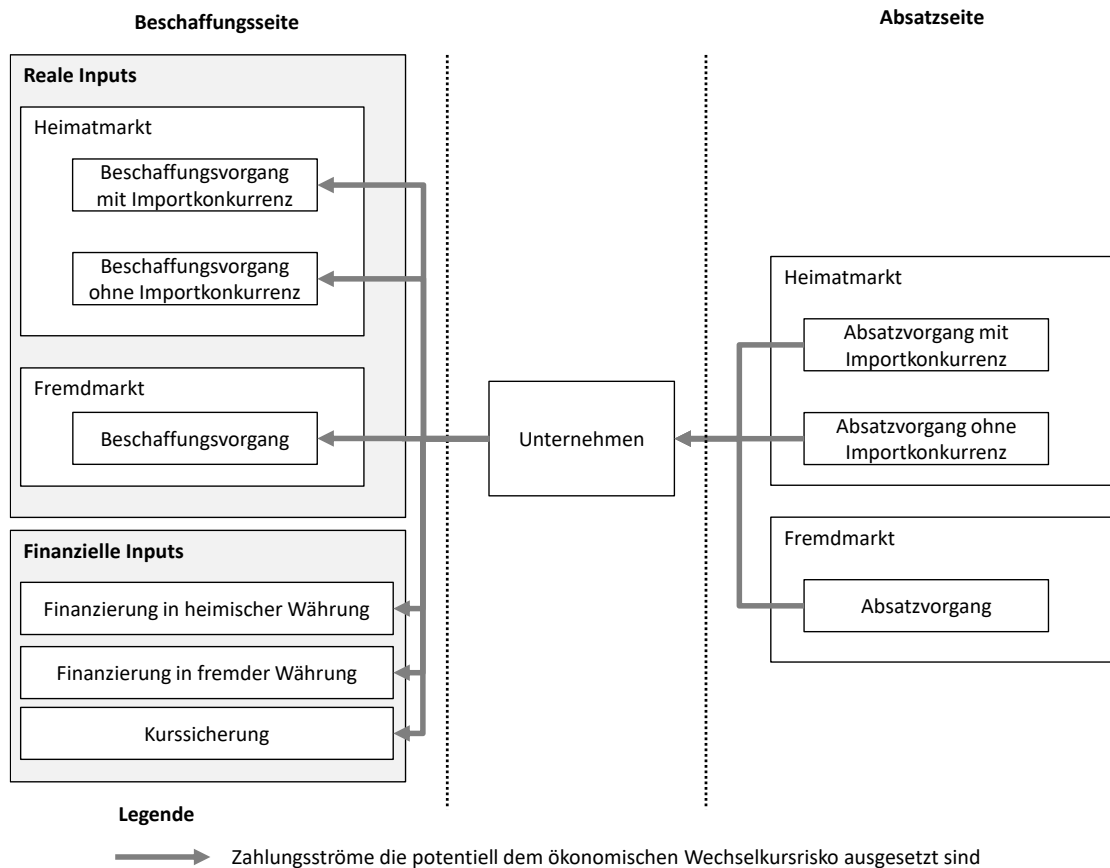 Beschaffungsseite
Absatzseite
Reale Inputs
Heimatmarkt
Beschaffungsvorgang
mit Importkonkurrenz
Beschaffungsvorgang
ohne Importkonkurrenz
Fremdmarkt
Beschaffungsvorgang
Finanzielle Inputs
Finanzierung in heimischer Währung
Finanzierung in fremder Währung
Kurssicherung
Unternehmen
Heimatmarkt
Absatzvorgang mit
Importkonkurrenz
Absatzvorgang ohne
Importkonkurrenz
Fremdmarkt
Absatzvorgang
Legende
Zahlungsströme die potentiell dem ökonomischen Wechselkursrisiko ausgesetzt sind